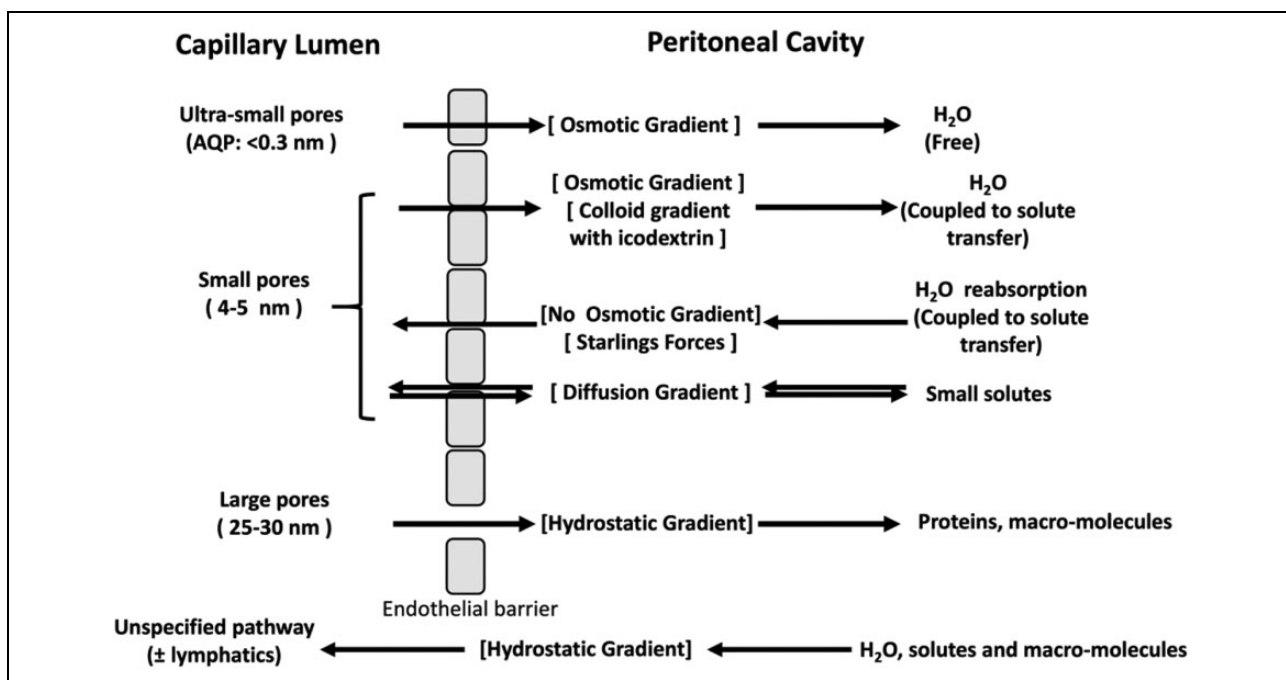 Capillary Lumen
Peritoneal Cavity
Ultra-small pores
(AQP: <0.3 nm )
[ Osmotic Gradient ]
H₂O
(Free)
[ Osmotic Gradient ]
[ Colloid gradient
with icodextrin ]
H₂O
(Coupled to solute
transfer)
Small pores
( 4-5 nm )
[No Osmotic Gradient]
[ Starlings Forces ]
H₂O reabsorption
(Coupled to solute
transfer)
[ Diffusion Gradient ]
Small solutes
Large pores
( 25-30 nm )
[Hydrostatic Gradient]
Proteins, macro-molecules
Endothelial barrier
Unspecified pathway
(± lymphatics)
[Hydrostatic Gradient]
H₂O, solutes and macro-molecules